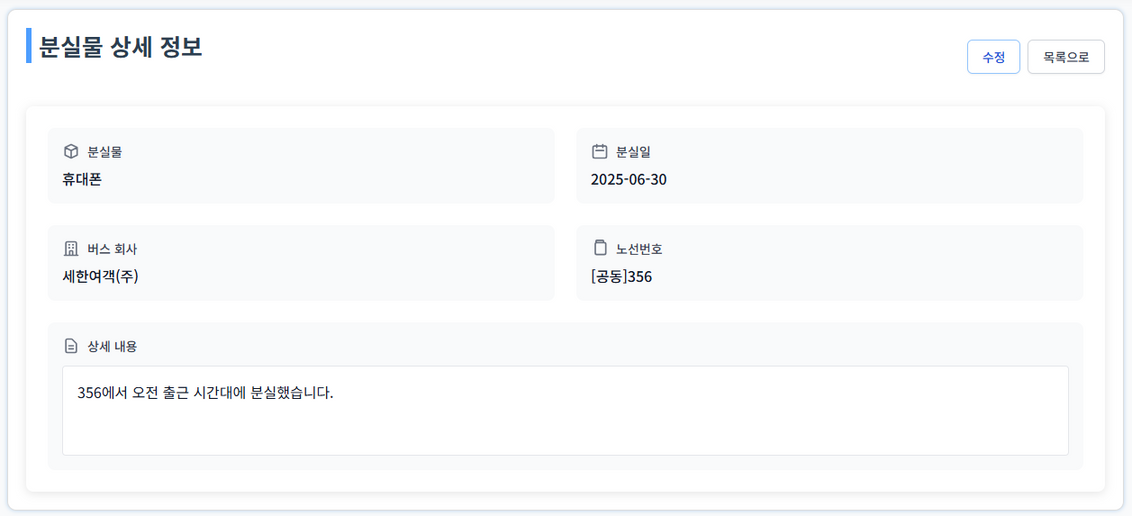 분실물 상세 정보
수정
목록으로
분실물
휴대폰
분실일
2025-06-30
버스 회사
세한여객(주)
노선번호
[공동]356
상세 내용
356에서 오전 출근 시간대에 분실했습니다.